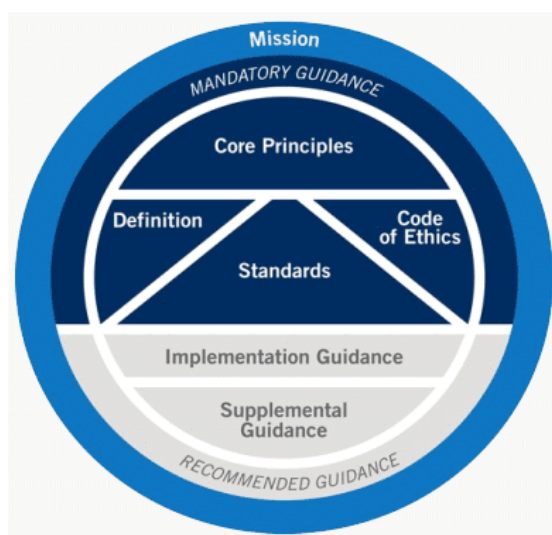 Mission
MANDATORY GUIDANCE
Core Principles
Definition
Code
of Ethics
Standards
Implementation Guidance
Supplemental
Guidance
RECOMMENDED GUIDANCE